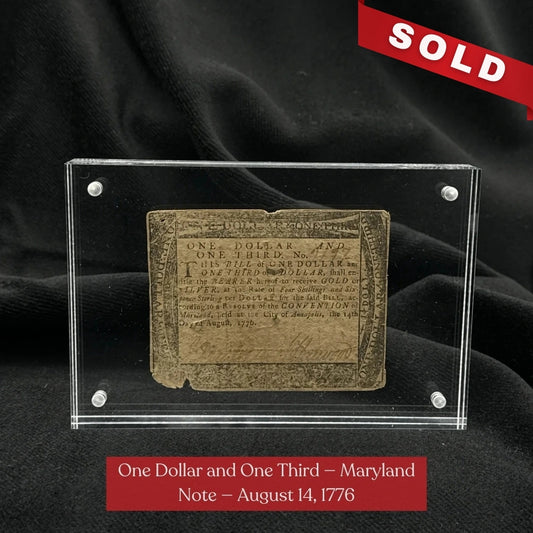 SOLD
ONE DOLLAR AND
ONE THIRD. No.
THIS BILL of ONE DOLLAR and
ONE THIRD of a DOLLAR, shall en-
title the BEARER hereof to receive GOLD or
SILVER, at the Rate of Four Shillings and Six-
pence Sterling per DOLLAR for the said Bill, ac-
cording to a RESOLVE of the CONVENTION of
Maryland, held at the City of Annapolis, the 14th
Day of August, 1776.
One Dollar and One Third – Maryland
Note – August 14, 1776